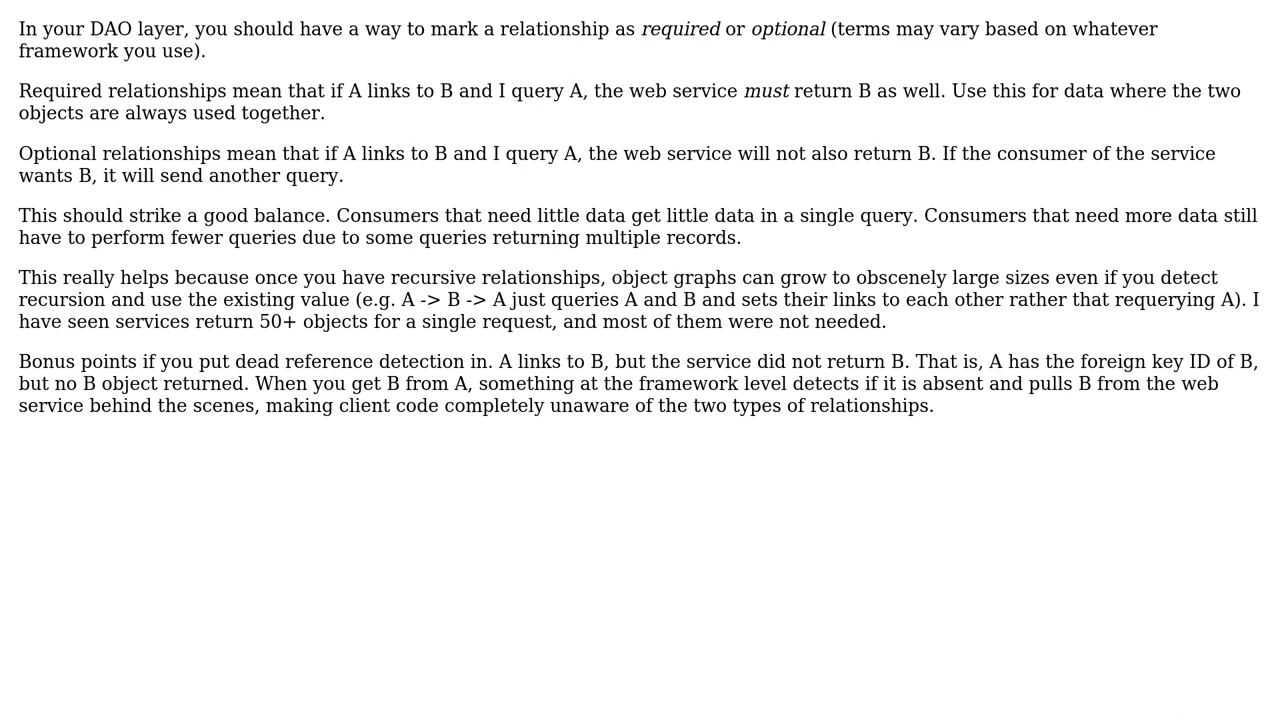 In your DAO layer, you should have a way to mark a relationship as required or optional (terms may vary based on whatever
framework you use).
Required relationships mean that if A links to B and I query A, the web service must return B as well. Use this for data where the two
objects are always used together.
Optional relationships mean that if A links to B and I query A, the web service will not also return B. If the consumer of the service
wants B, it will send another query.
This should strike a good balance. Consumers that need little data get little data in a single query. Consumers that need more data still
have to perform fewer queries due to some queries returning multiple records.
This really helps because once you have recursive relationships, object graphs can grow to obscenely large sizes even if you detect
recursion and use the existing value (e.g. A -> B -> A just queries A and B and sets their links to each other rather that requerying A). I
have seen services return 50+ objects for a single request, and most of them were not needed.
Bonus points if you put dead reference detection in. A links to B, but the service did not return B. That is, A has the foreign key ID of B,
but no B object returned. When you get B from A, something at the framework level detects if it is absent and pulls B from the web
service behind the scenes, making client code completely unaware of the two types of relationships.